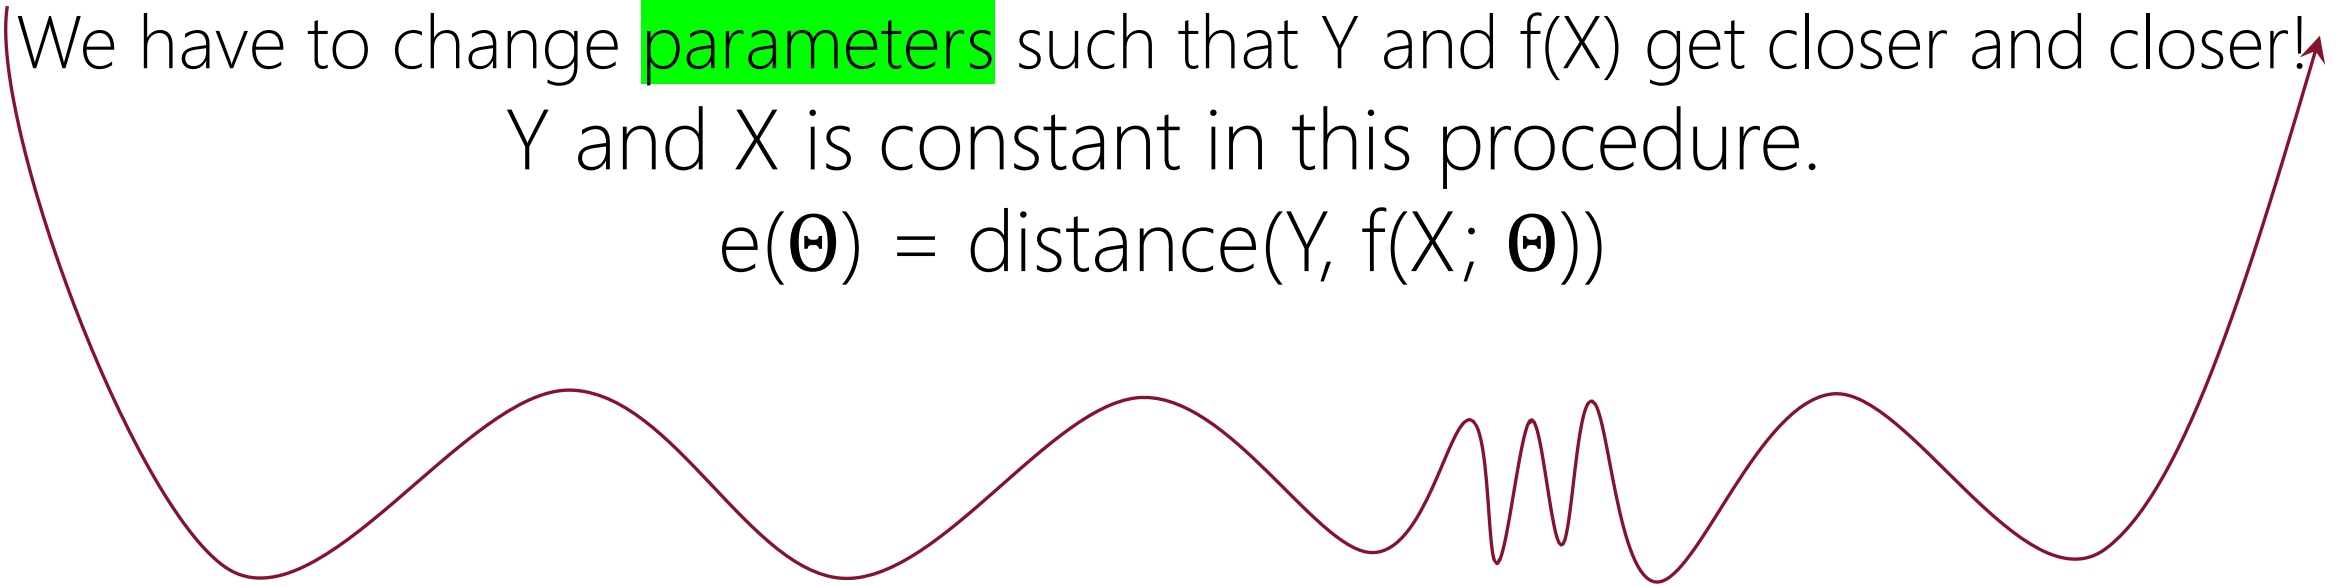 We have to change parameters such that Y and f(X) get closer and closer!
Y and X is constant in this procedure.
e(Θ) = distance(Y, f(X; Θ))